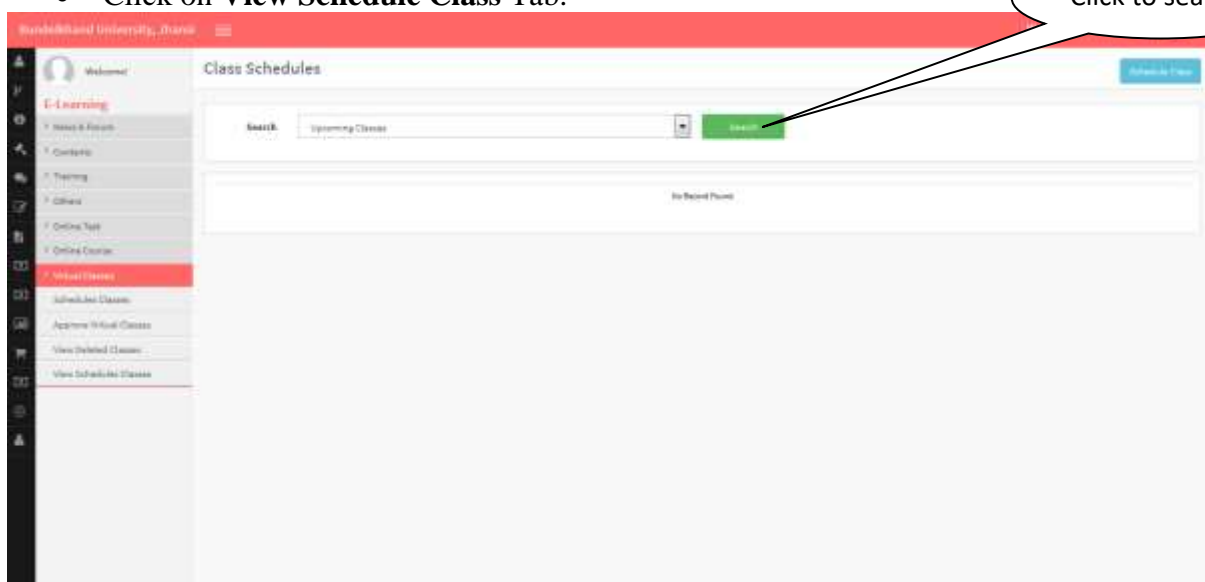 • Click on View Schedule Class Tab.
Click to sea
Bundelkhand University, Jhansi
Welcome!
Class Schedules
Schedule Class
E-Learning
News & Forum
Search
Upcoming Classes
Search
Contents
Training
Others
No Record Found
Online Test
Online Course
Virtual Classes
Schedules Classes
Approve Virtual Classes
View Deleted Classes
View Schedules Classes